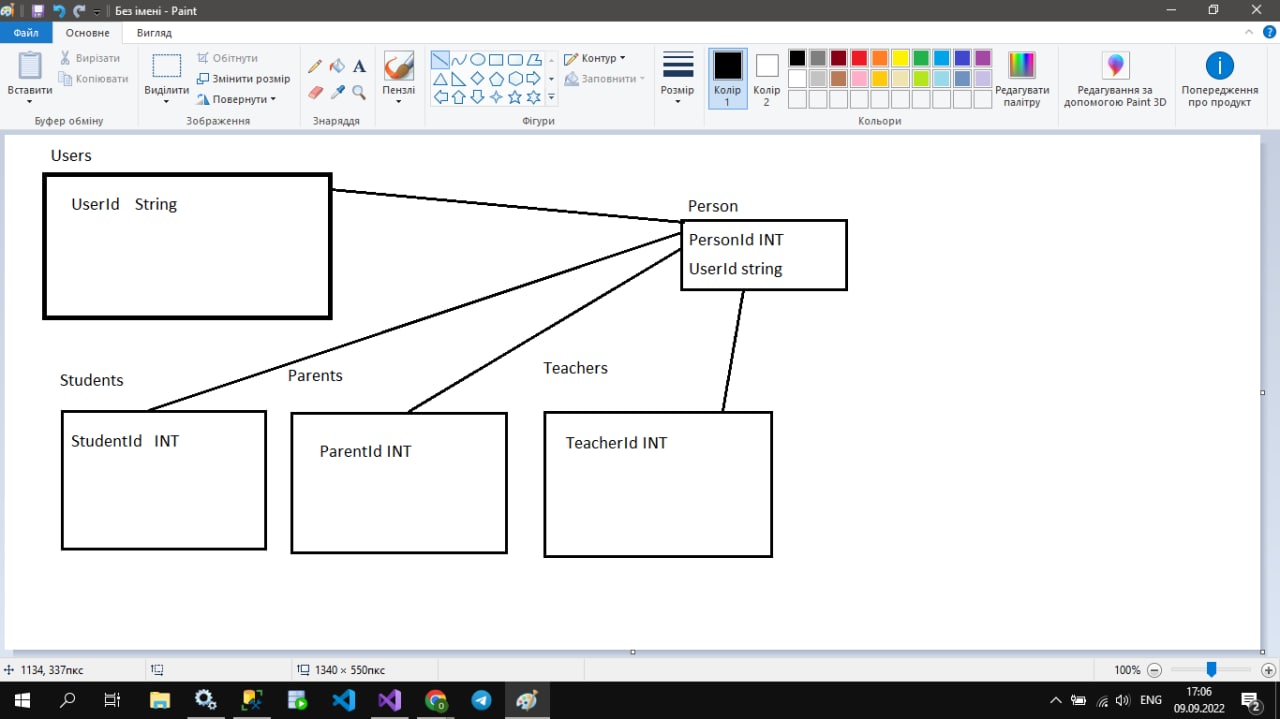 Без імені - Paint
Файл
Основне
Вигляд
Вставити
Вирізати
Копіювати
Буфер обміну
Виділити
Обітнути
Змінити розмір
Повернути
Зображення
A
Знаряддя
Пензлі
Контур
Заповнити
Фігури
Розмір
Колір 1
Колір 2
Кольори
Редагувати палітру
Редагування за допомогою Paint 3D
Попередження про продукт
Users
UserId String
Person
PersonId INT
UserId string
Students
StudentId INT
Parents
ParentId INT
Teachers
TeacherId INT
1134, 337пкс
1340 × 550пкс
100%
ENG
17:06
09.09.2022
2